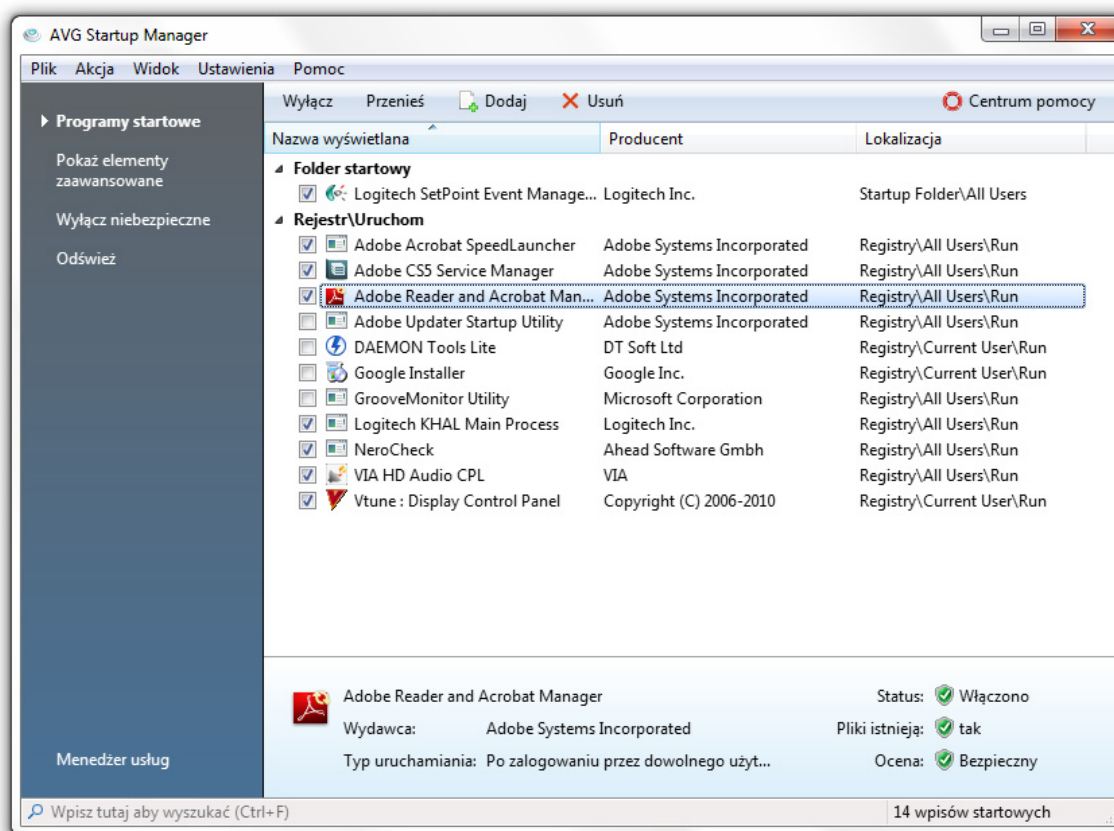 AVG Startup Manager
Plik Akcja Widok Ustawienia Pomoc
Wyłącz Przenieś Dodaj Usuń Centrum pomocy
Programy startowe
Pokaż elementy
zaawansowane
Wyłącz niebezpieczne
Odśwież
Menedżer usług
Nazwa wyświetlana Producent Lokalizacja
Folder startowy
Logitech SetPoint Event Manage... Logitech Inc. Startup Folder\All Users
Rejestr\Uruchom
Adobe Acrobat SpeedLauncher Adobe Systems Incorporated Registry\All Users\Run
Adobe CS5 Service Manager Adobe Systems Incorporated Registry\All Users\Run
Adobe Reader and Acrobat Man... Adobe Systems Incorporated Registry\All Users\Run
Adobe Updater Startup Utility Adobe Systems Incorporated Registry\All Users\Run
DAEMON Tools Lite DT Soft Ltd Registry\Current User\Run
Google Installer Google Inc. Registry\Current User\Run
GrooveMonitor Utility Microsoft Corporation Registry\All Users\Run
Logitech KHAL Main Process Logitech Inc. Registry\All Users\Run
NeroCheck Ahead Software Gmbh Registry\All Users\Run
VIA HD Audio CPL VIA Registry\All Users\Run
Vtune : Display Control Panel Copyright (C) 2006-2010 Registry\Current User\Run
Adobe Reader and Acrobat Manager Status: Włączono
Wydawca: Adobe Systems Incorporated Pliki istnieją: tak
Typ uruchamiania: Po zalogowaniu przez dowolnego użyt... Ocena: Bezpieczny
Wpisz tutaj aby wyszukać (Ctrl+F) 14 wpisów startowych